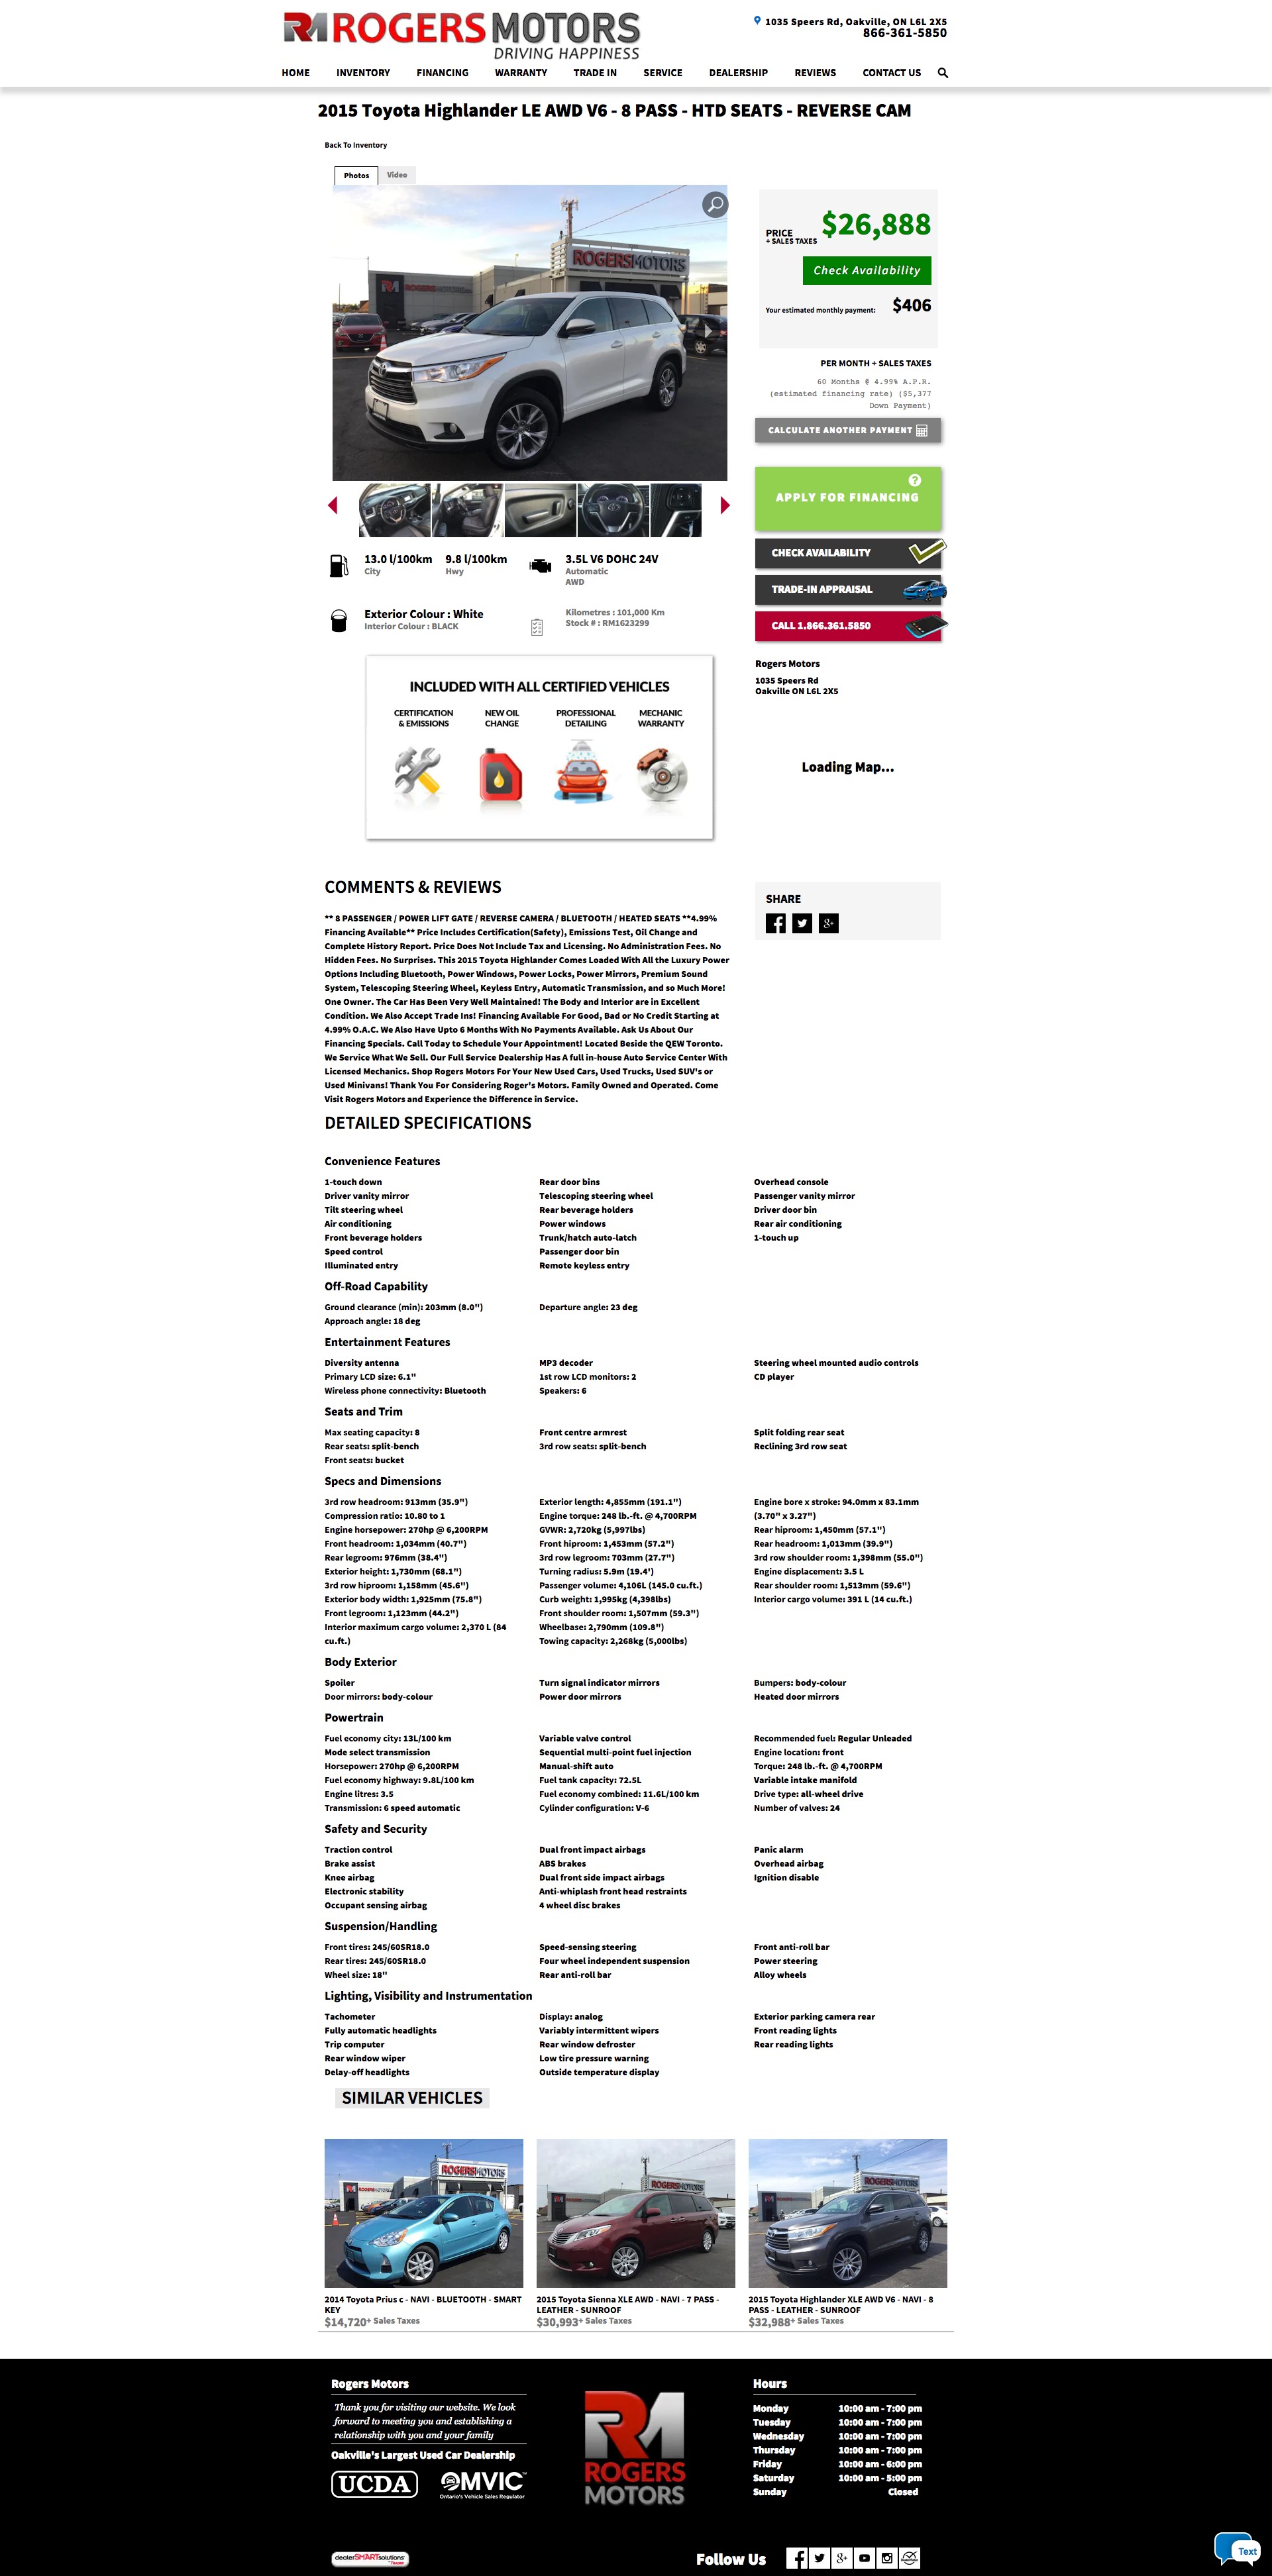 ROGERS MOTORS
DRIVING HAPPINESS
1035 Speers Rd, Oakville, ON L6L 2X5
866-361-5850
HOME INVENTORY FINANCING WARRANTY TRADE IN SERVICE DEALERSHIP REVIEWS CONTACT US
2015 Toyota Highlander LE AWD V6 - 8 PASS - HTD SEATS - REVERSE CAM
Back To Inventory
Photos Video
ROGERSMOTORS
ROGERS MOTORS
PRICE
+ SALES TAXES
$26,888
Check Availability
Your estimated monthly payment: $406
PER MONTH + SALES TAXES
60 Months @ 4.99% A.P.R.
(estimated financing rate) ($5,377
Down Payment)
CALCULATE ANOTHER PAYMENT
APPLY FOR FINANCING
CHECK AVAILABILITY
TRADE-IN APPRAISAL
CALL 1.866.361.5850
13.0 l/100km 9.8 l/100km 3.5L V6 DOHC 24V
City Hwy Automatic
AWD
Exterior Colour : White
Interior Colour : BLACK
Kilometres : 101,000 Km
Stock # : RM1623299
Rogers Motors
1035 Speers Rd
Oakville ON L6L 2X5
Loading Map...
INCLUDED WITH ALL CERTIFIED VEHICLES
CERTIFICATION NEW OIL PROFESSIONAL MECHANIC
& EMISSIONS CHANGE DETAILING WARRANTY
COMMENTS & REVIEWS
SHARE
** 8 PASSENGER / POWER LIFT GATE / REVERSE CAMERA / BLUETOOTH / HEATED SEATS **4.99%
Financing Available** Price Includes Certification(Safety), Emissions Test, Oil Change and
Complete History Report. Price Does Not Include Tax and Licensing. No Administration Fees. No
Hidden Fees. No Surprises. This 2015 Toyota Highlander Comes Loaded With All the Luxury Power
Options Including Bluetooth, Power Windows, Power Locks, Power Mirrors, Premium Sound
System, Telescoping Steering Wheel, Keyless Entry, Automatic Transmission, and so Much More!
One Owner. The Car Has Been Very Well Maintained! The Body and Interior are in Excellent
Condition. We Also Accept Trade Ins! Financing Available For Good, Bad or No Credit Starting at
4.99% O.A.C. We Also Have Upto 6 Months With No Payments Available. Ask Us About Our
Financing Specials. Call Today to Schedule Your Appointment! Located Beside the QEW Toronto.
We Service What We Sell. Our Full Service Dealership Has A full in-house Auto Service Center With
Licensed Mechanics. Shop Rogers Motors For Your New Used Cars, Used Trucks, Used SUV's or
Used Minivans! Thank You For Considering Roger's Motors. Family Owned and Operated. Come
Visit Rogers Motors and Experience the Difference in Service.
DETAILED SPECIFICATIONS
Convenience Features
1-touch down Rear door bins Overhead console
Driver vanity mirror Telescoping steering wheel Passenger vanity mirror
Tilt steering wheel Rear beverage holders Driver door bin
Air conditioning Power windows Rear air conditioning
Front beverage holders Trunk/hatch auto-latch 1-touch up
Speed control Passenger door bin
Illuminated entry Remote keyless entry
Off-Road Capability
Ground clearance (min): 203mm (8.0") Departure angle: 23 deg
Approach angle: 18 deg
Entertainment Features
Diversity antenna MP3 decoder Steering wheel mounted audio controls
Primary LCD size: 6.1" 1st row LCD monitors: 2 CD player
Wireless phone connectivity: Bluetooth Speakers: 6
Seats and Trim
Max seating capacity: 8 Front centre armrest Split folding rear seat
Rear seats: split-bench 3rd row seats: split-bench Reclining 3rd row seat
Front seats: bucket
Specs and Dimensions
3rd row headroom: 913mm (35.9") Exterior length: 4,855mm (191.1") Engine bore x stroke: 94.0mm x 83.1mm
Compression ratio: 10.80 to 1 Engine torque: 248 lb.-ft. @ 4,700RPM (3.70" x 3.27")
Engine horsepower: 270hp @ 6,200RPM GVWR: 2,720kg (5,997lbs) Rear hiproom: 1,450mm (57.1")
Front headroom: 1,034mm (40.7") Front hiproom: 1,453mm (57.2") Rear headroom: 1,013mm (39.9")
Rear legroom: 976mm (38.4") 3rd row legroom: 703mm (27.7") 3rd row shoulder room: 1,398mm (55.0")
Exterior height: 1,730mm (68.1") Turning radius: 5.9m (19.4') Engine displacement: 3.5 L
3rd row hiproom: 1,158mm (45.6") Passenger volume: 4,106L (145.0 cu.ft.) Rear shoulder room: 1,513mm (59.6")
Exterior body width: 1,925mm (75.8") Curb weight: 1,995kg (4,398lbs) Interior cargo volume: 391 L (14 cu.ft.)
Front legroom: 1,123mm (44.2") Front shoulder room: 1,507mm (59.3")
Interior maximum cargo volume: 2,370 L (84 Wheelbase: 2,790mm (109.8")
cu.ft.) Towing capacity: 2,268kg (5,000lbs)
Body Exterior
Spoiler Turn signal indicator mirrors Bumpers: body-colour
Door mirrors: body-colour Power door mirrors Heated door mirrors
Powertrain
Fuel economy city: 13L/100 km Variable valve control Recommended fuel: Regular Unleaded
Mode select transmission Sequential multi-point fuel injection Engine location: front
Horsepower: 270hp @ 6,200RPM Manual-shift auto Torque: 248 lb.-ft. @ 4,700RPM
Fuel economy highway: 9.8L/100 km Fuel tank capacity: 72.5L Variable intake manifold
Engine litres: 3.5 Fuel economy combined: 11.6L/100 km Drive type: all-wheel drive
Transmission: 6 speed automatic Cylinder configuration: V-6 Number of valves: 24
Safety and Security
Traction control Dual front impact airbags Panic alarm
Brake assist ABS brakes Overhead airbag
Knee airbag Dual front side impact airbags Ignition disable
Electronic stability Anti-whiplash front head restraints
Occupant sensing airbag 4 wheel disc brakes
Suspension/Handling
Front tires: 245/60SR18.0 Speed-sensing steering Front anti-roll bar
Rear tires: 245/60SR18.0 Four wheel independent suspension Power steering
Wheel size: 18" Rear anti-roll bar Alloy wheels
Lighting, Visibility and Instrumentation
Tachometer Display: analog Exterior parking camera rear
Fully automatic headlights Variably intermittent wipers Front reading lights
Trip computer Rear window defroster Rear reading lights
Rear window wiper Low tire pressure warning
Delay-off headlights Outside temperature display
SIMILAR VEHICLES
ROGERSMOTORS ROGERSMOTORS ROGERSMOTORS
2014 Toyota Prius c - NAVI - BLUETOOTH - SMART 2015 Toyota Sienna XLE AWD - NAVI - 7 PASS - 2015 Toyota Highlander XLE AWD V6 - NAVI - 8
KEY LEATHER - SUNROOF PASS - LEATHER - SUNROOF
$14,720+ Sales Taxes $30,993+ Sales Taxes $32,988+ Sales Taxes
Rogers Motors
Thank you for visiting our website. We look
forward to meeting you and establishing a
relationship with you and your family
Oakville's Largest Used Car Dealership
UCDA OMVIC
Ontario's Vehicle Sales Regulator
RM
ROGERS
MOTORS
Hours
Monday 10:00 am - 7:00 pm
Tuesday 10:00 am - 7:00 pm
Wednesday 10:00 am - 7:00 pm
Thursday 10:00 am - 7:00 pm
Friday 10:00 am - 6:00 pm
Saturday 10:00 am - 5:00 pm
Sunday Closed
dealerSMARTsolutions
Follow Us
Text